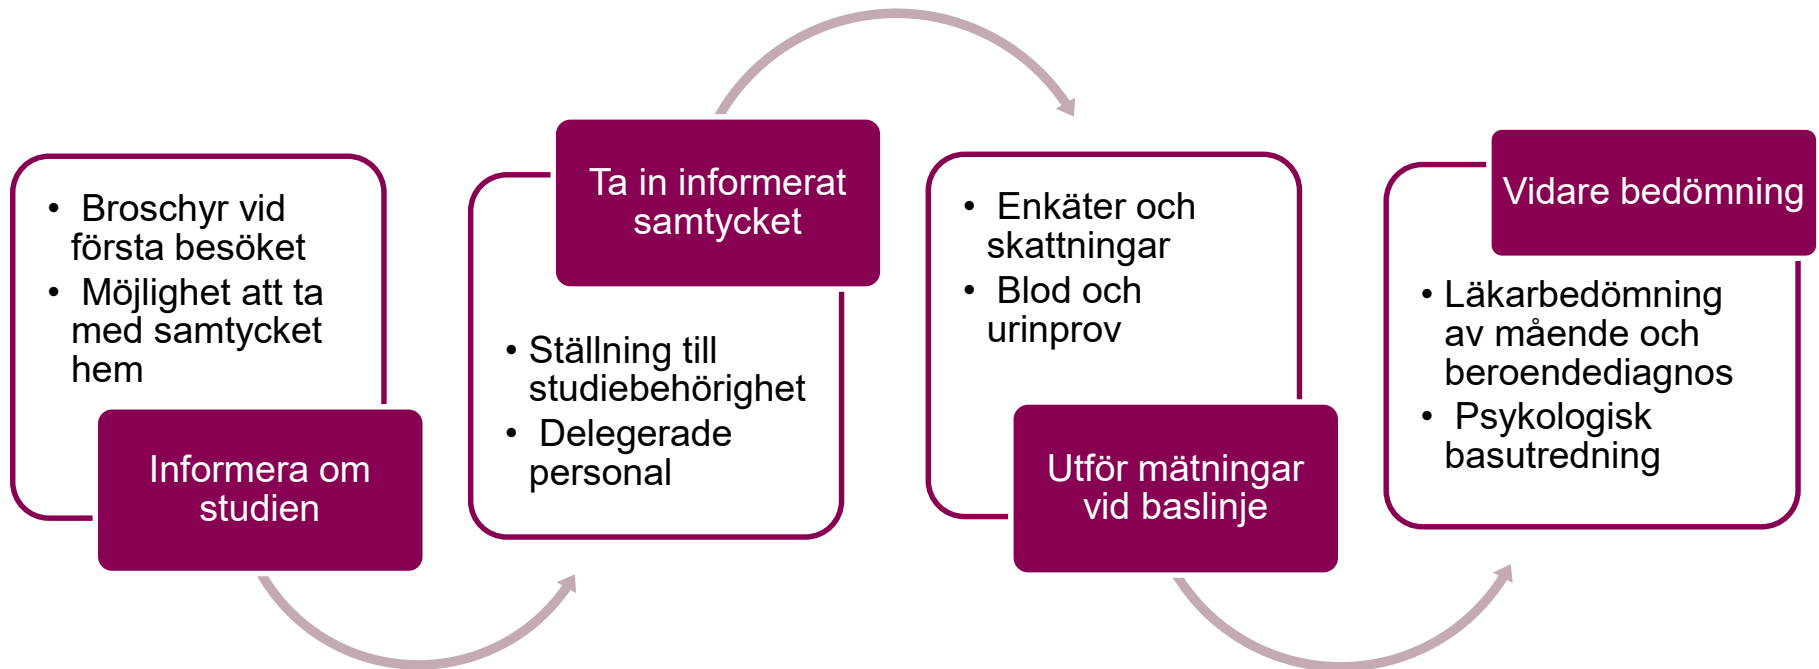 • Broschyr vid
första besöket
• Möjlighet att ta
med samtycket
hem
Informera om
studien
Ta in informerat
samtycket
• Ställning till
studiebehörighet
• Delegerade
personal
• Enkäter och
skattningar
• Blod och
urinprov
Utför mätningar
vid baslinje
Vidare bedömning
• Läkarbedömning
av mående och
beroendediagnos
• Psykologisk
basutredning